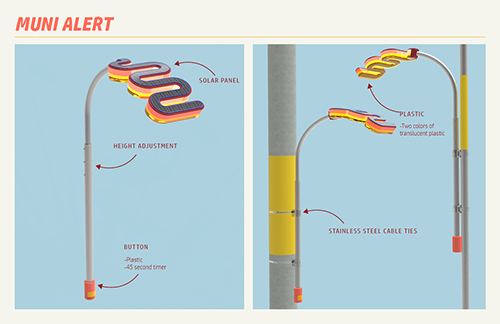 MUNI ALERT
SOLAR PANEL
HEIGHT ADJUSTMENT
BUTTON
-Plastic
-45 second timer
PLASTIC
-Two colors of
translucent plastic
STAINLESS STEEL CABLE TIES